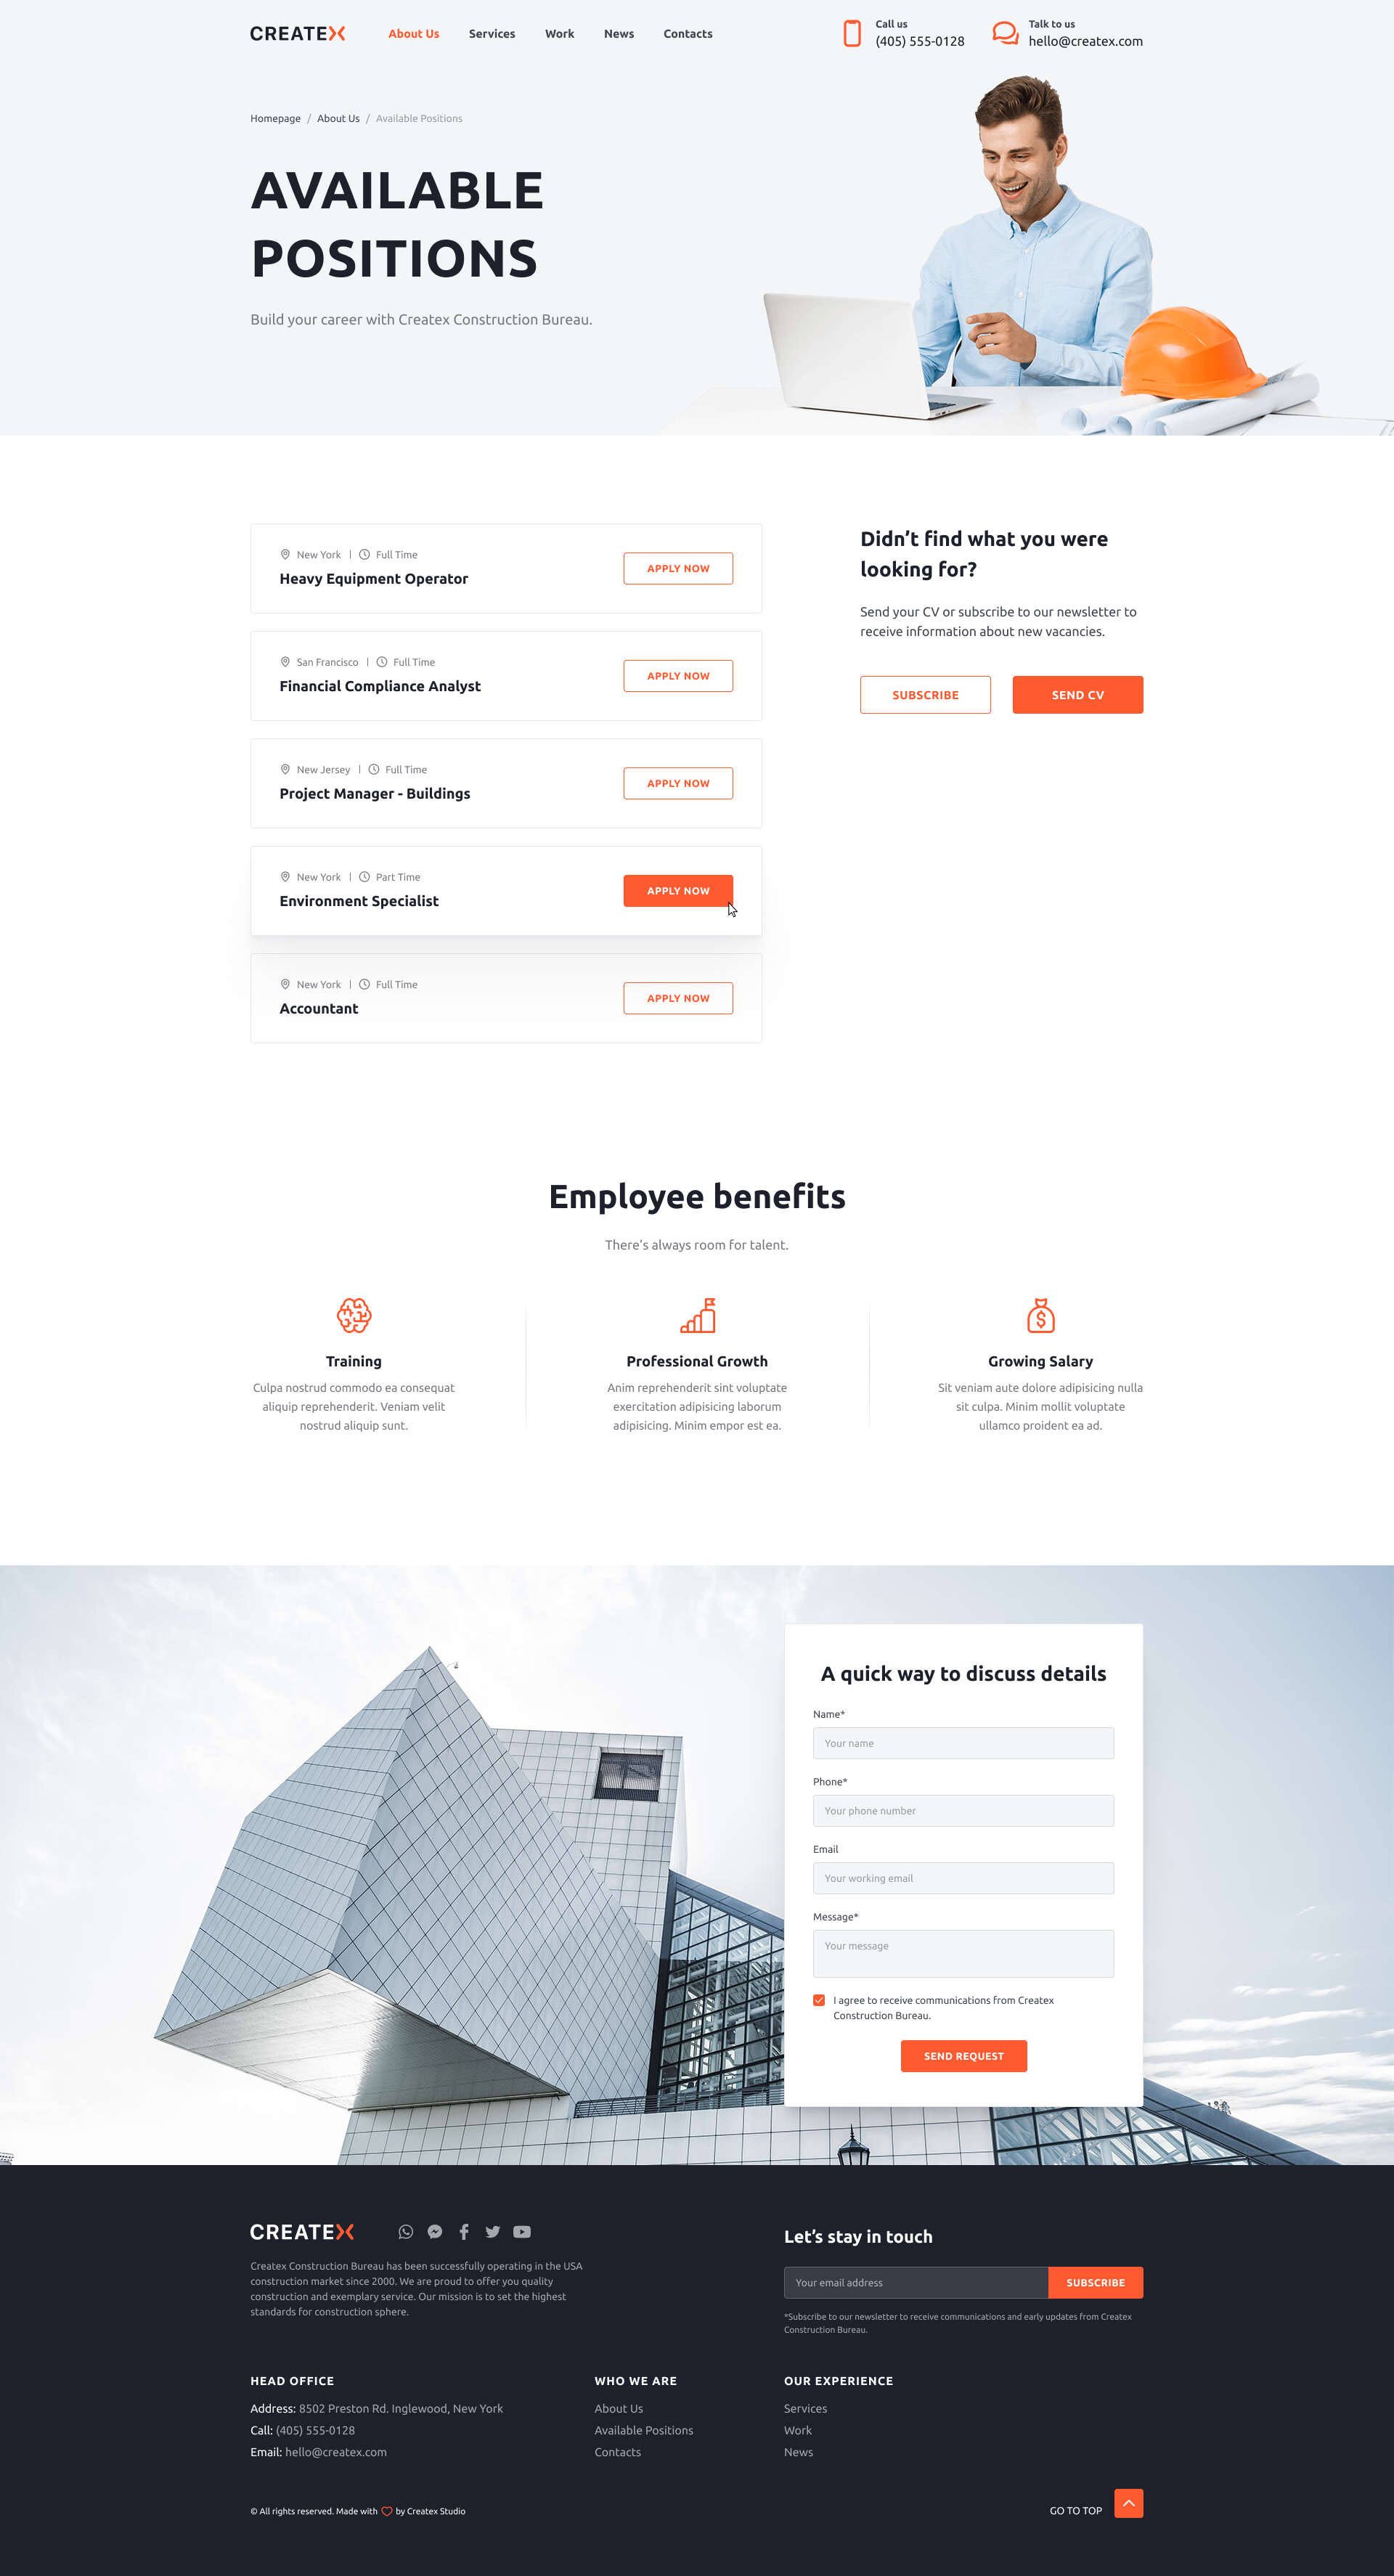 CREATEX
About Us
Services
Work
News
Contacts
Call us
(405) 555-0128
Talk to us
hello@createx.com
Homepage / About Us / Available Positions
AVAILABLE
POSITIONS
Build your career with Createx Construction Bureau.
New York | Full Time
Heavy Equipment Operator
APPLY NOW
San Francisco | Full Time
Financial Compliance Analyst
APPLY NOW
New Jersey | Full Time
Project Manager - Buildings
APPLY NOW
New York | Part Time
Environment Specialist
APPLY NOW
New York | Full Time
Accountant
APPLY NOW
Didn’t find what you were
looking for?
Send your CV or subscribe to our newsletter to
receive information about new vacancies.
SUBSCRIBE
SEND CV
Employee benefits
There’s always room for talent.
Training
Culpa nostrud commodo ea consequat
aliquip reprehenderit. Veniam velit
nostrud aliquip sunt.
Professional Growth
Anim reprehenderit sint voluptate
exercitation adipisicing laborum
adipisicing. Minim empor est ea.
Growing Salary
Sit veniam aute dolore adipisicing nulla
sit culpa. Minim mollit voluptate
ullamco proident ea ad.
A quick way to discuss details
Name*
Your name
Phone*
Your phone number
Email
Your working email
Message*
Your message
I agree to receive communications from Createx
Construction Bureau.
SEND REQUEST
CREATEX
Createx Construction Bureau has been successfully operating in the USA
construction market since 2000. We are proud to offer you quality
construction and exemplary service. Our mission is to set the highest
standards for construction sphere.
Let’s stay in touch
Your email address
SUBSCRIBE
*Subscribe to our newsletter to receive communications and early updates from Createx
Construction Bureau.
HEAD OFFICE
Address: 8502 Preston Rd. Inglewood, New York
Call: (405) 555-0128
Email: hello@createx.com
WHO WE ARE
About Us
Available Positions
Contacts
OUR EXPERIENCE
Services
Work
News
© All rights reserved. Made with by Createx Studio
GO TO TOP